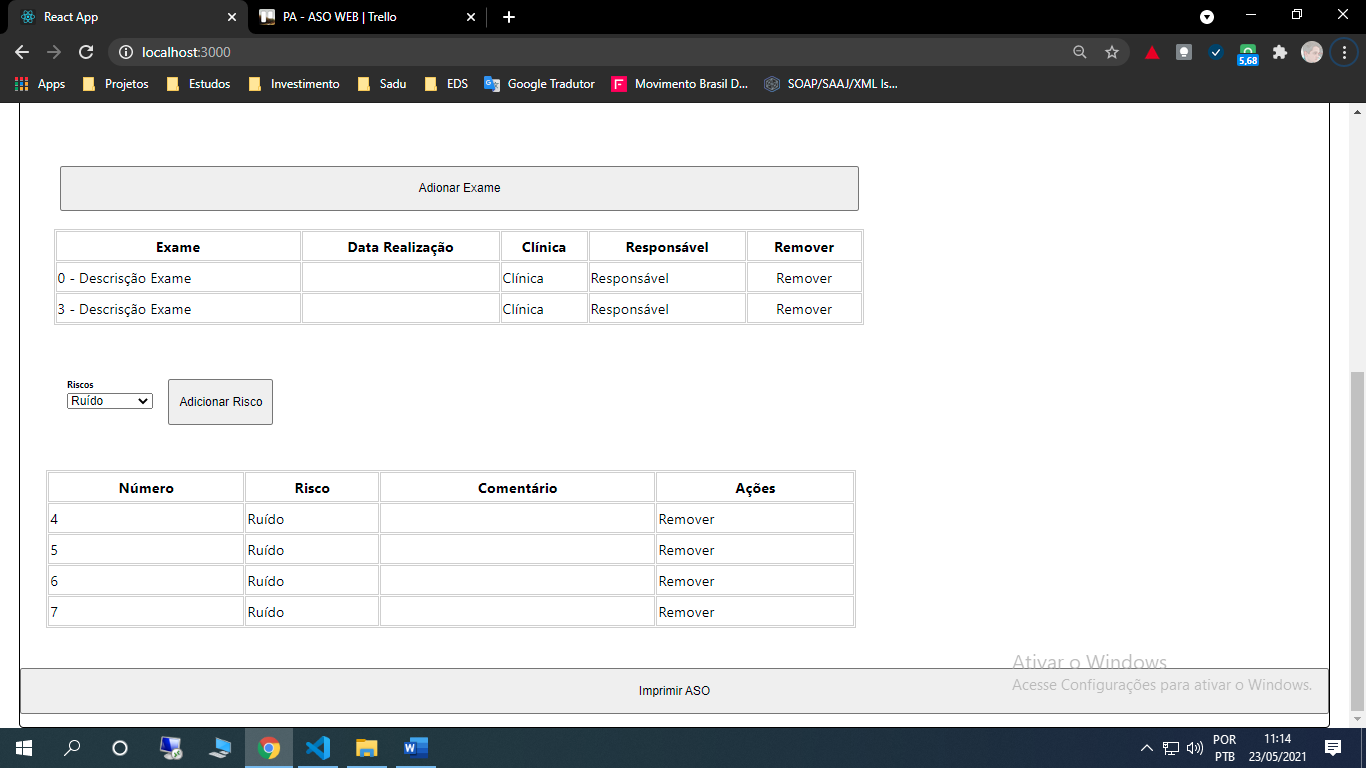 React App
PA - ASO WEB | Trello
localhost:3000
5,68
Apps Projetos Estudos Investimento Sadu EDS Google Tradutor Movimento Brasil D... SOAP/SAAJ/XML Is...
Adionar Exame
Exame Data Realização Clínica Responsável Remover
0 - Descrisção Exame Clínica Responsável Remover
3 - Descrisção Exame Clínica Responsável Remover
Riscos
Ruído
Adicionar Risco
Número Risco Comentário Ações
4 Ruído Remover
5 Ruído Remover
6 Ruído Remover
7 Ruído Remover
Ativar o Windows
Acesse Configurações para ativar o Windows.
Imprimir ASO
POR 11:14
PTB 23/05/2021